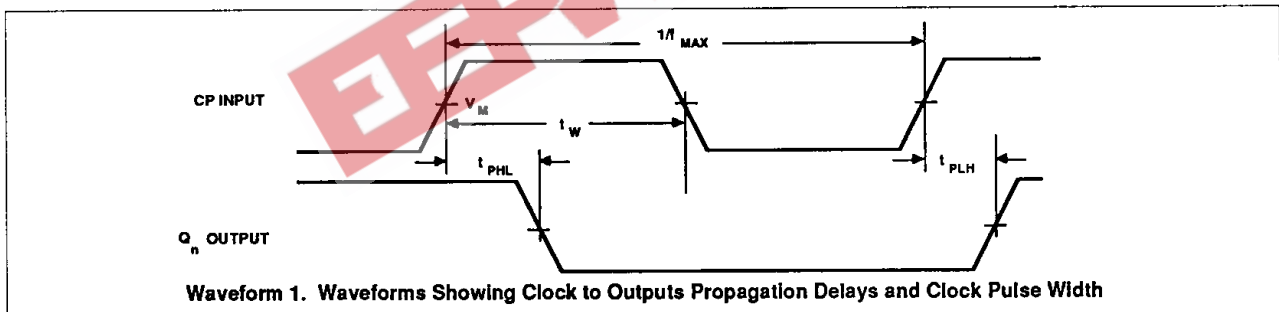 1/f MAX
CP INPUT
V M
t W
t PHL
t PLH
Q n OUTPUT
Waveform 1. Waveforms Showing Clock to Outputs Propagation Delays and Clock Pulse Width